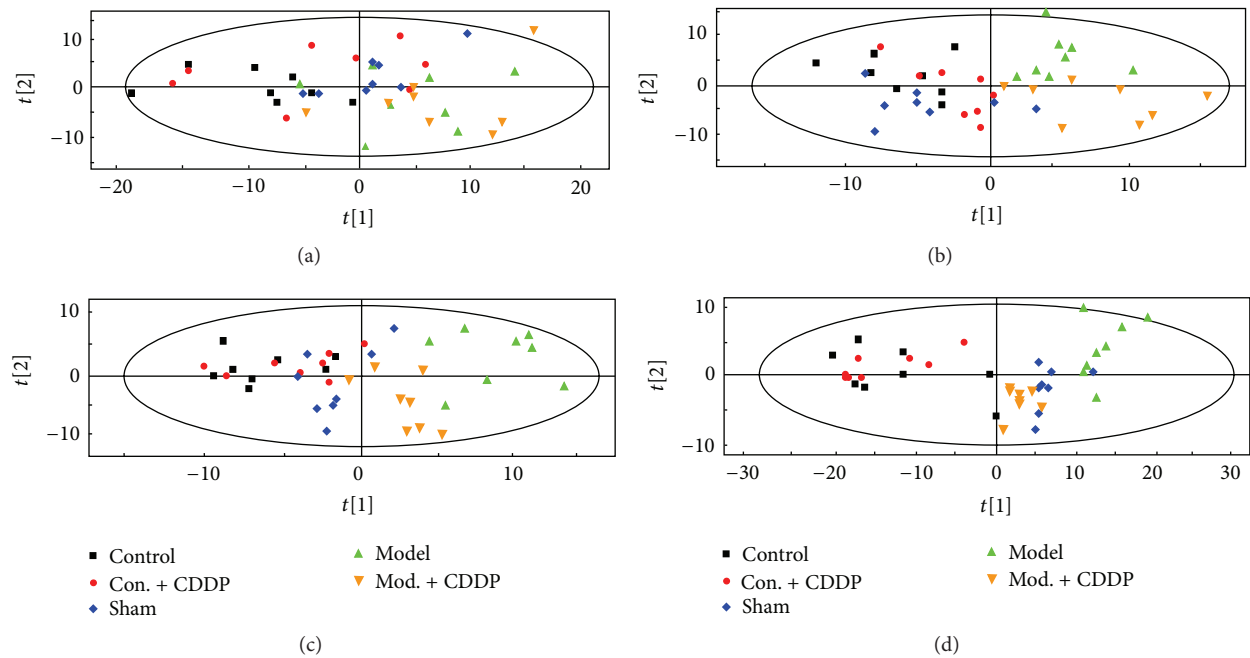 10
0
−10
t[2]
−20
−10
0
10
20
t[1]
(a)
10
0
−10
t[2]
−10
0
10
t[1]
(b)
10
0
−10
t[2]
−10
0
10
t[1]
10
0
−10
t[2]
−30
−20
−10
0
10
20
30
t[1]
Control
Con. + CDDP
Sham
Model
Mod. + CDDP
(c)
Control
Con. + CDDP
Sham
Model
Mod. + CDDP
(d)